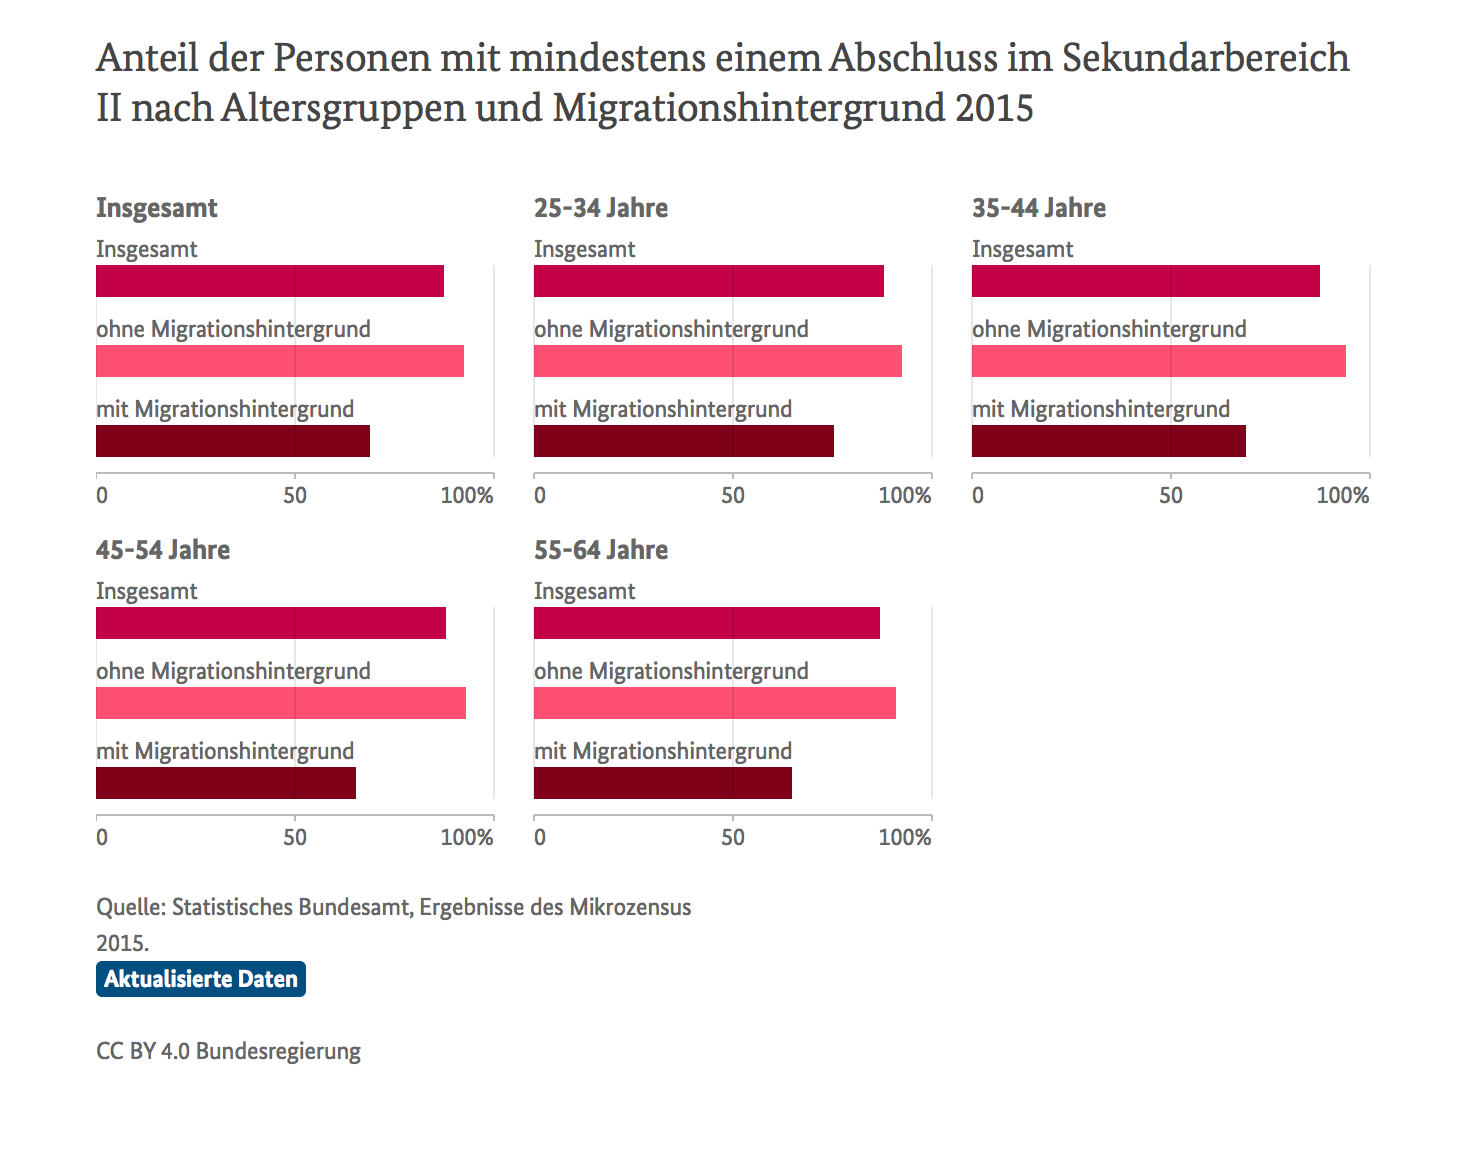 Anteil der Personen mit mindestens einem Abschluss im Sekundarbereich
II nach Altersgruppen und Migrationshintergrund 2015
Insgesamt
Insgesamt
ohne Migrationshintergrund
mit Migrationshintergrund
0 50 100%
25-34 Jahre
Insgesamt
ohne Migrationshintergrund
mit Migrationshintergrund
0 50 100%
35-44 Jahre
Insgesamt
ohne Migrationshintergrund
mit Migrationshintergrund
0 50 100%
45-54 Jahre
Insgesamt
ohne Migrationshintergrund
mit Migrationshintergrund
0 50 100%
55-64 Jahre
Insgesamt
ohne Migrationshintergrund
mit Migrationshintergrund
0 50 100%
Quelle: Statistisches Bundesamt, Ergebnisse des Mikrozensus
2015.
Aktualisierte Daten
CC BY 4.0 Bundesregierung